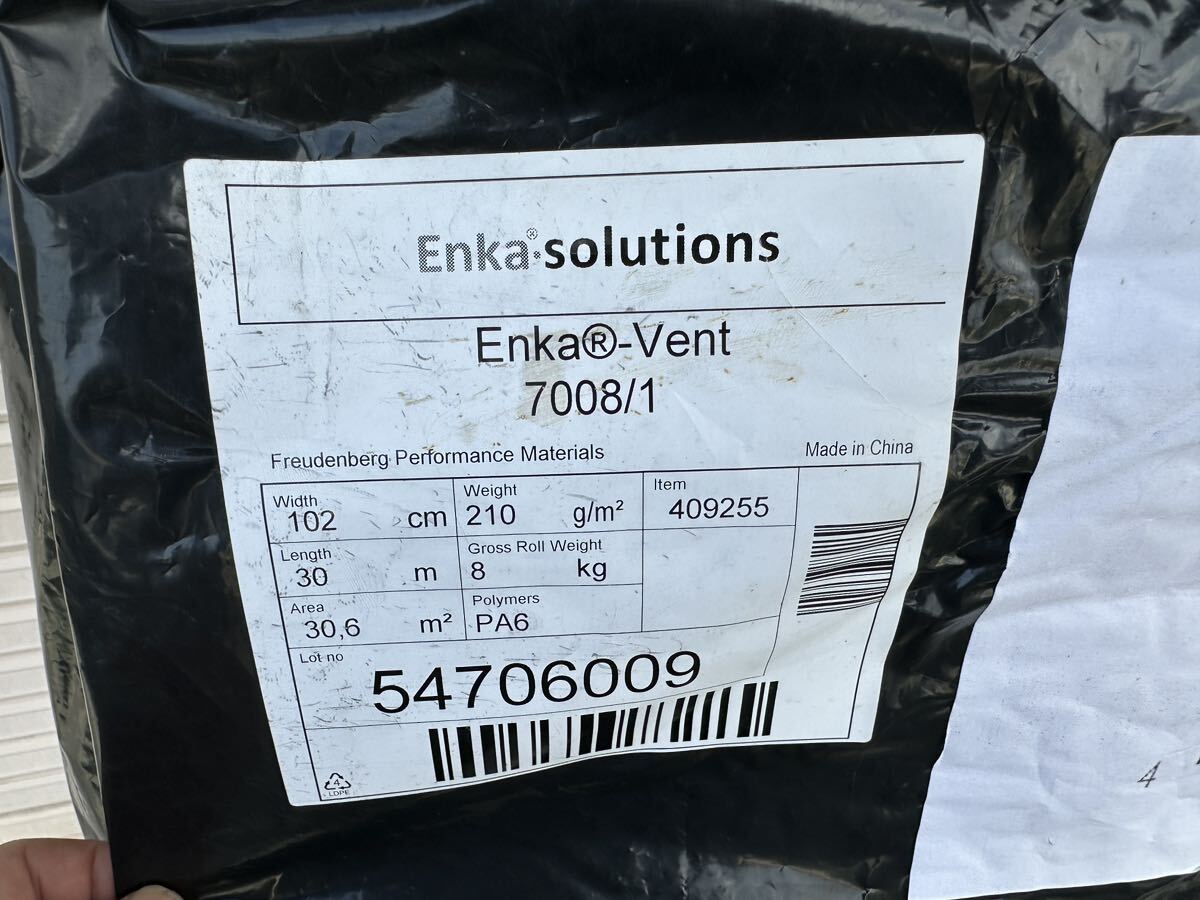 Enka® solutions
Enka®-Vent
7008/1
Freudenberg Performance Materials
Made in China
Width
102 cm
Weight
210 g/m²
Item
409255
Length
30 m
Gross Roll Weight
8 kg
Area
30,6 m²
Polymers
PA6
Lot no
54706009
4
LDPE
4